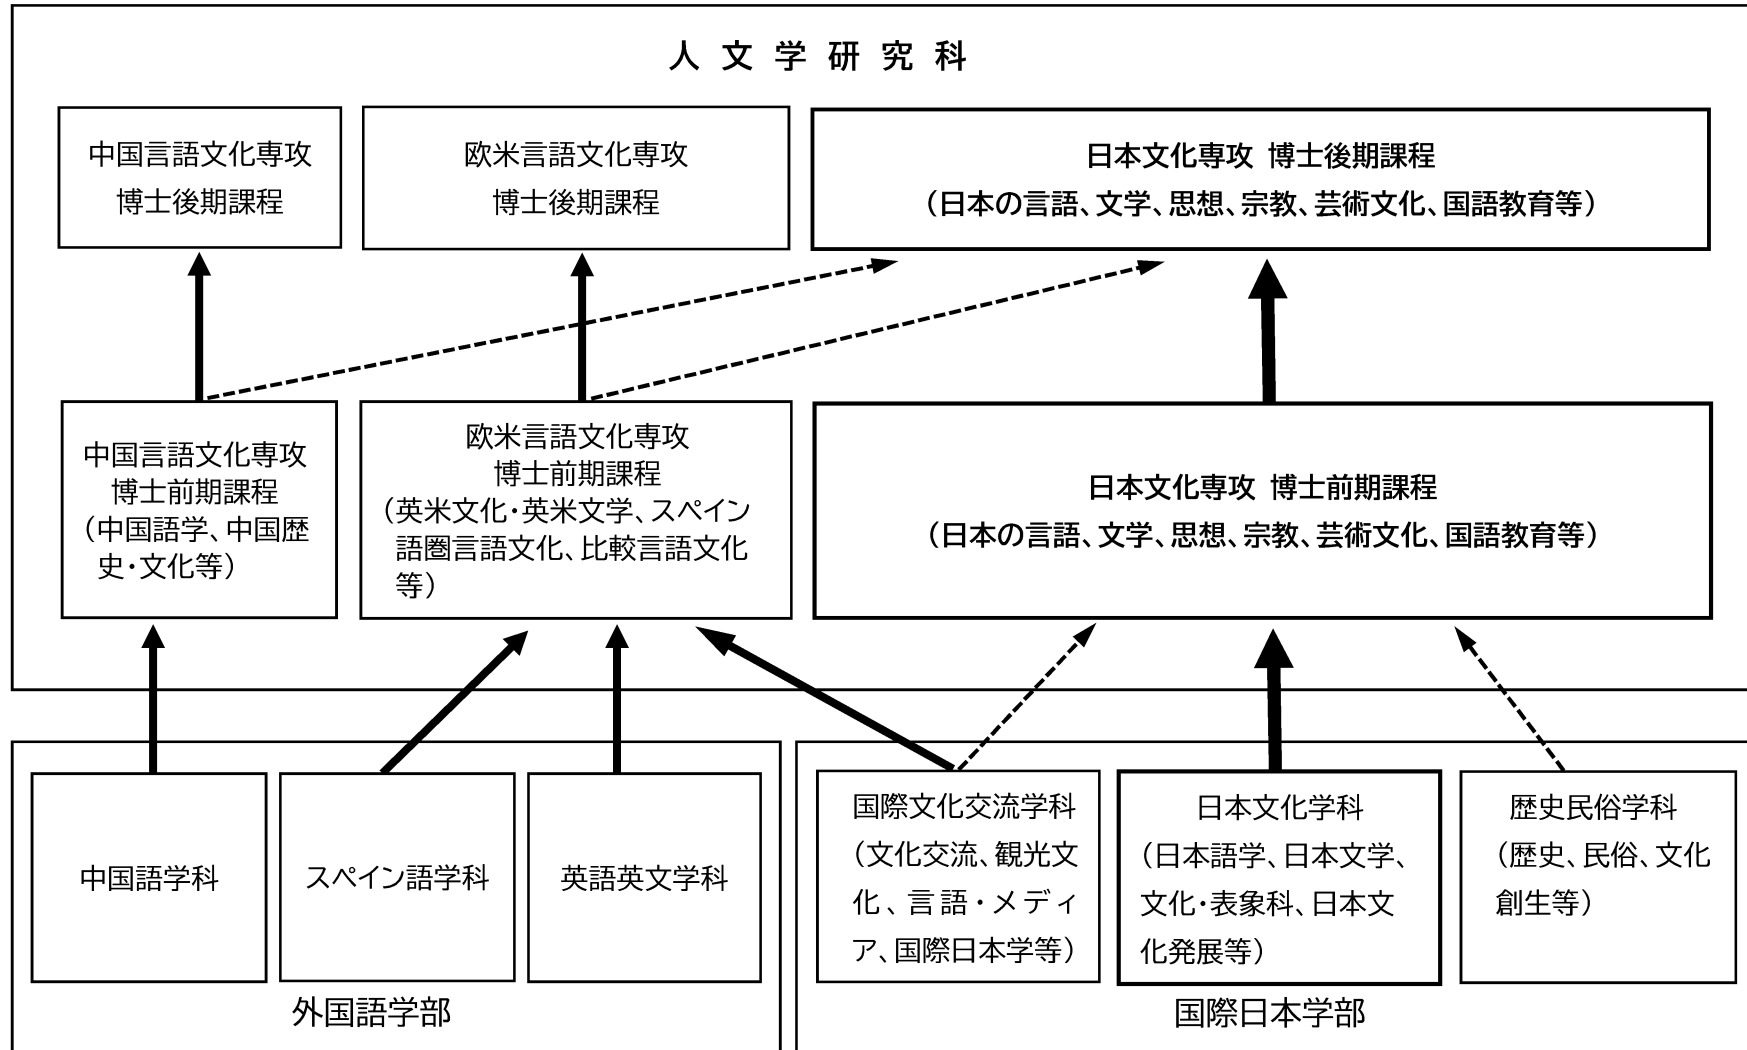 人文学研究科
中国言語文化専攻
博士後期課程
欧米言語文化専攻
博士後期課程
日本文化専攻 博士後期課程
（日本の言語、文学、思想、宗教、芸術文化、国語教育等）
中国言語文化専攻
博士前期課程
（中国語学、中国歴
史・文化等）
欧米言語文化専攻
博士前期課程
（英米文化・英米文学、スペイン
語圏言語文化、比較言語文化
等）
日本文化専攻 博士前期課程
（日本の言語、文学、思想、宗教、芸術文化、国語教育等）
中国語学科
スペイン語学科
英語英文学科
外国語学部
国際文化交流学科
（文化交流、観光文
化、言語・メディ
ア、国際日本学等）
日本文化学科
（日本語学、日本文学、
文化・表象科、日本文
化発展等）
歴史民俗学科
（歴史、民俗、文化
創生等）
国際日本学部